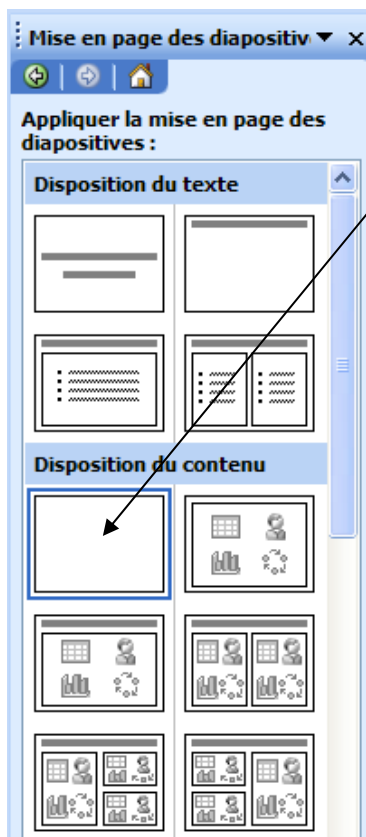 Mise en page des diapositiv
Appliquer la mise en page des
diapositives :
Disposition du texte
Disposition du contenu